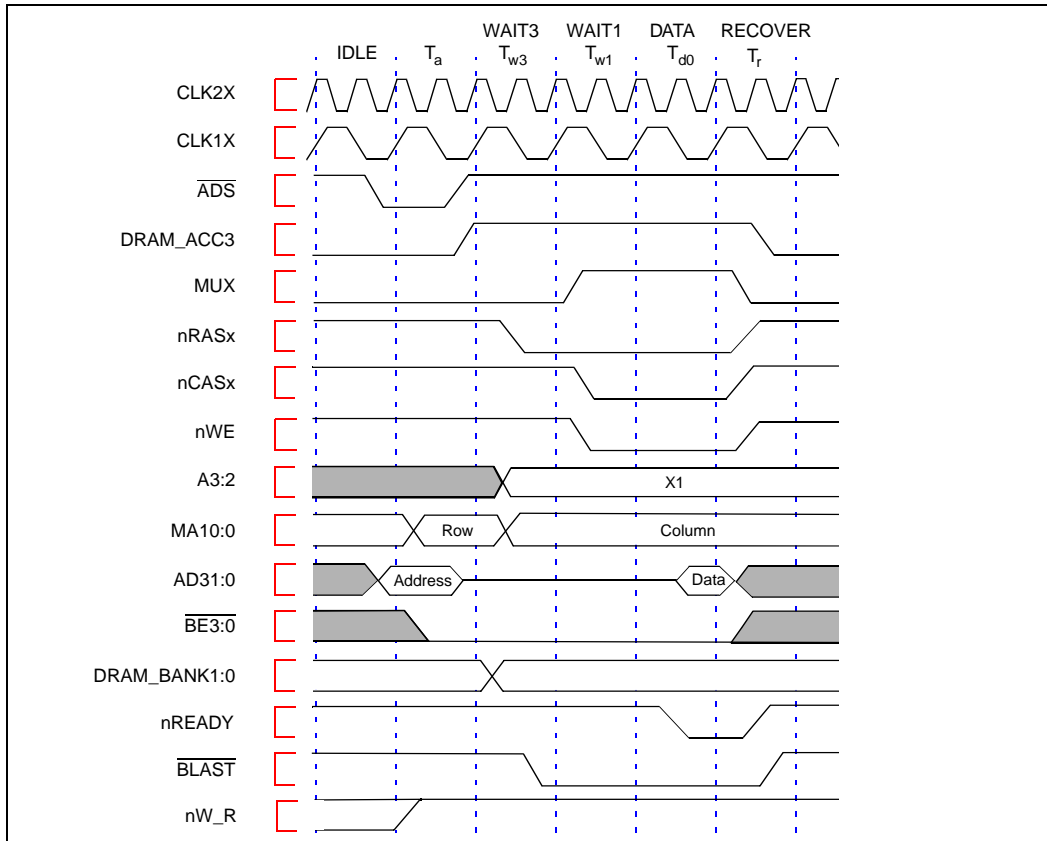 WAIT3 WAIT1 DATA RECOVER
IDLE Ta Tw3 Tw1 Td0 Tr
CLK2X
CLK1X
ADS
DRAM_ACC3
MUX
nRASx
nCASx
nWE
A3:2 X1
MA10:0 Row Column
AD31:0 Address Data
BE3:0
DRAM_BANK1:0
nREADY
BLAST
nW_R